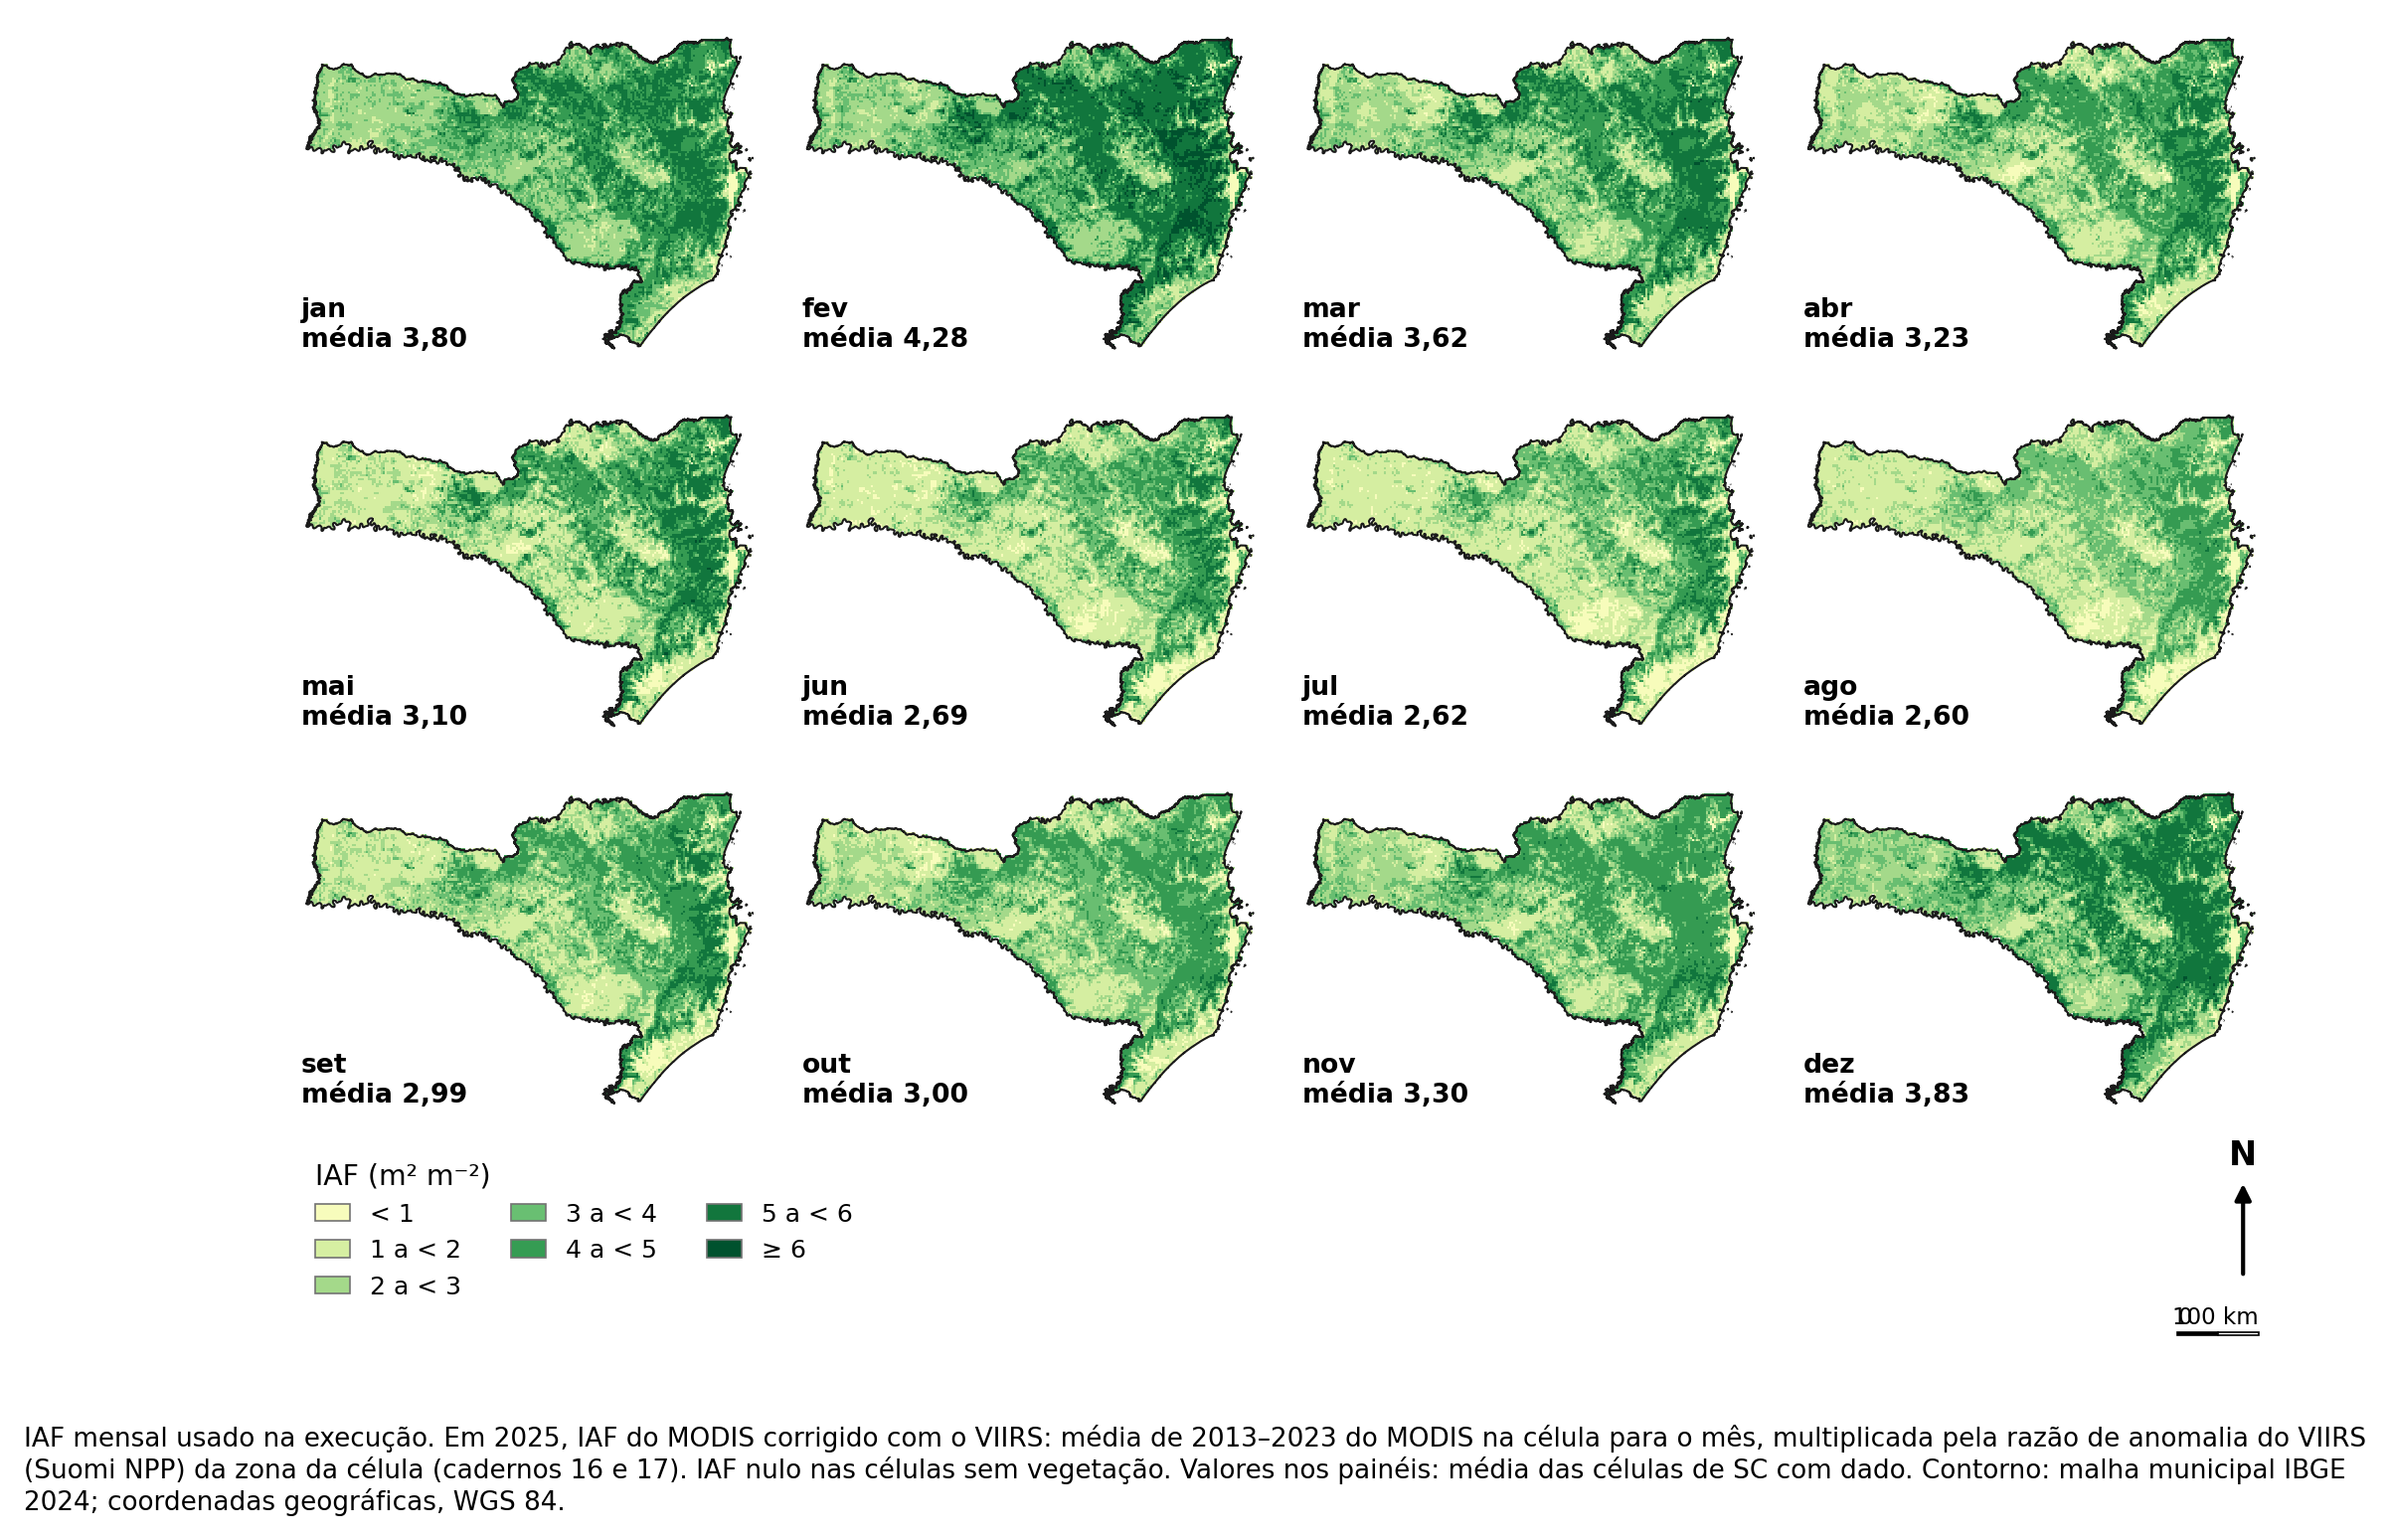 jan
média 3,80
fev
média 4,28
mar
média 3,62
abr
média 3,23
mai
média 3,10
jun
média 2,69
jul
média 2,62
ago
média 2,60
set
média 2,99
out
média 3,00
nov
média 3,30
dez
média 3,83
IAF (m² m⁻²)
< 1
1 a < 2
2 a < 3
3 a < 4
4 a < 5
5 a < 6
≥ 6
N
0
100 km
IAF mensal usado na execução. Em 2025, IAF do MODIS corrigido com o VIIRS: média de 2013–2023 do MODIS na célula para o mês, multiplicada pela razão de anomalia do VIIRS
(Suomi NPP) da zona da célula (cadernos 16 e 17). IAF nulo nas células sem vegetação. Valores nos painéis: média das células de SC com dado. Contorno: malha municipal IBGE
2024; coordenadas geográficas, WGS 84.